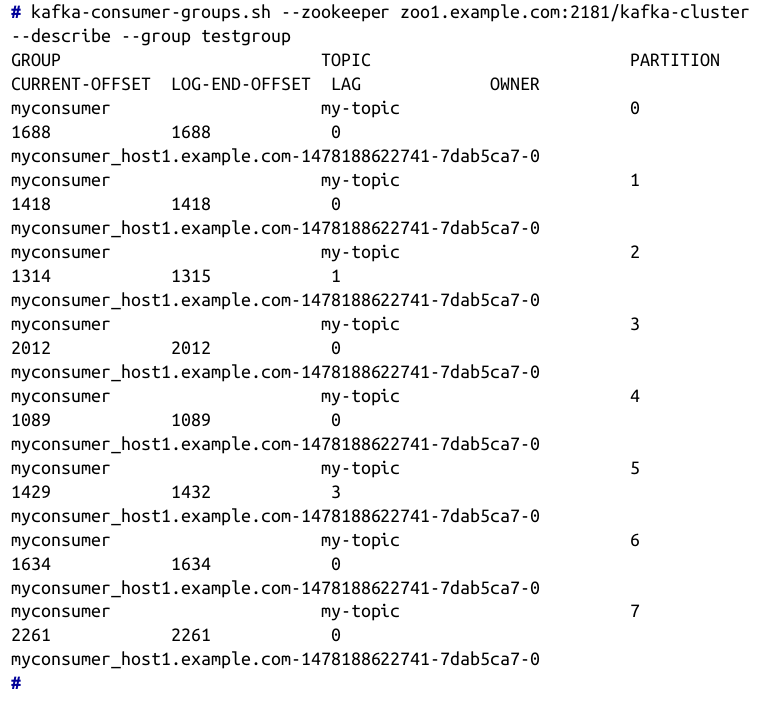 # kafka-consumer-groups.sh --zookeeper zoo1.example.com:2181/kafka-cluster
--describe --group testgroup
GROUP                          TOPIC                          PARTITION
CURRENT-OFFSET  LOG-END-OFFSET  LAG             OWNER
myconsumer                     my-topic                       0
1688            1688            0
myconsumer_host1.example.com-1478188622741-7dab5ca7-0
myconsumer                     my-topic                       1
1418            1418            0
myconsumer_host1.example.com-1478188622741-7dab5ca7-0
myconsumer                     my-topic                       2
1314            1315            1
myconsumer_host1.example.com-1478188622741-7dab5ca7-0
myconsumer                     my-topic                       3
2012            2012            0
myconsumer_host1.example.com-1478188622741-7dab5ca7-0
myconsumer                     my-topic                       4
1089            1089            0
myconsumer_host1.example.com-1478188622741-7dab5ca7-0
myconsumer                     my-topic                       5
1429            1432            3
myconsumer_host1.example.com-1478188622741-7dab5ca7-0
myconsumer                     my-topic                       6
1634            1634            0
myconsumer_host1.example.com-1478188622741-7dab5ca7-0
myconsumer                     my-topic                       7
2261            2261            0
myconsumer_host1.example.com-1478188622741-7dab5ca7-0
#